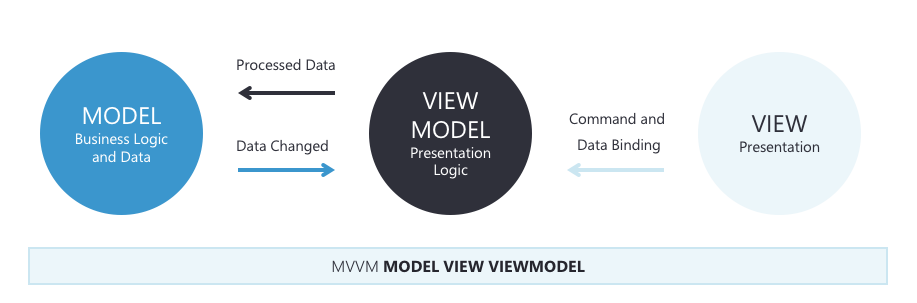 MODEL
Business Logic
and Data
Processed Data
Data Changed
VIEW
MODEL
Presentation
Logic
Command and
Data Binding
VIEW
Presentation
MVVM MODEL VIEW VIEWMODEL